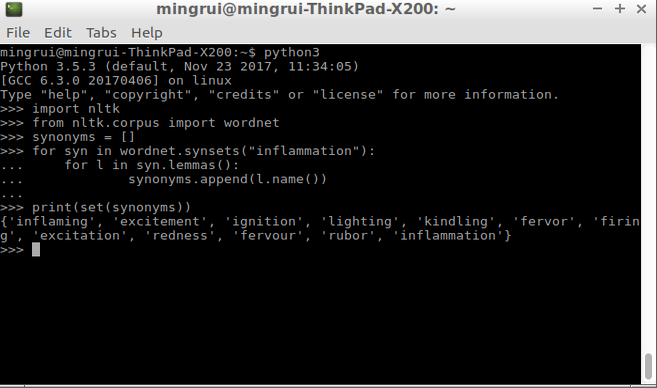 mingrui@mingrui-ThinkPad-X200: ~
File Edit Tabs Help
mingrui@mingrui-ThinkPad-X200:~$ python3
Python 3.5.3 (default, Nov 23 2017, 11:34:05)
[GCC 6.3.0 20170406] on linux
Type "help", "copyright", "credits" or "license" for more information.
>>> import nltk
>>> from nltk.corpus import wordnet
>>> synonyms = []
>>> for syn in wordnet.synsets("inflammation"):
...     for l in syn.lemmas():
...             synonyms.append(l.name())
...
>>> print(set(synonyms))
{'inflaming', 'excitement', 'ignition', 'lighting', 'kindling', 'fervor', 'firin
g', 'excitation', 'redness', 'fervour', 'rubor', 'inflammation'}
>>>